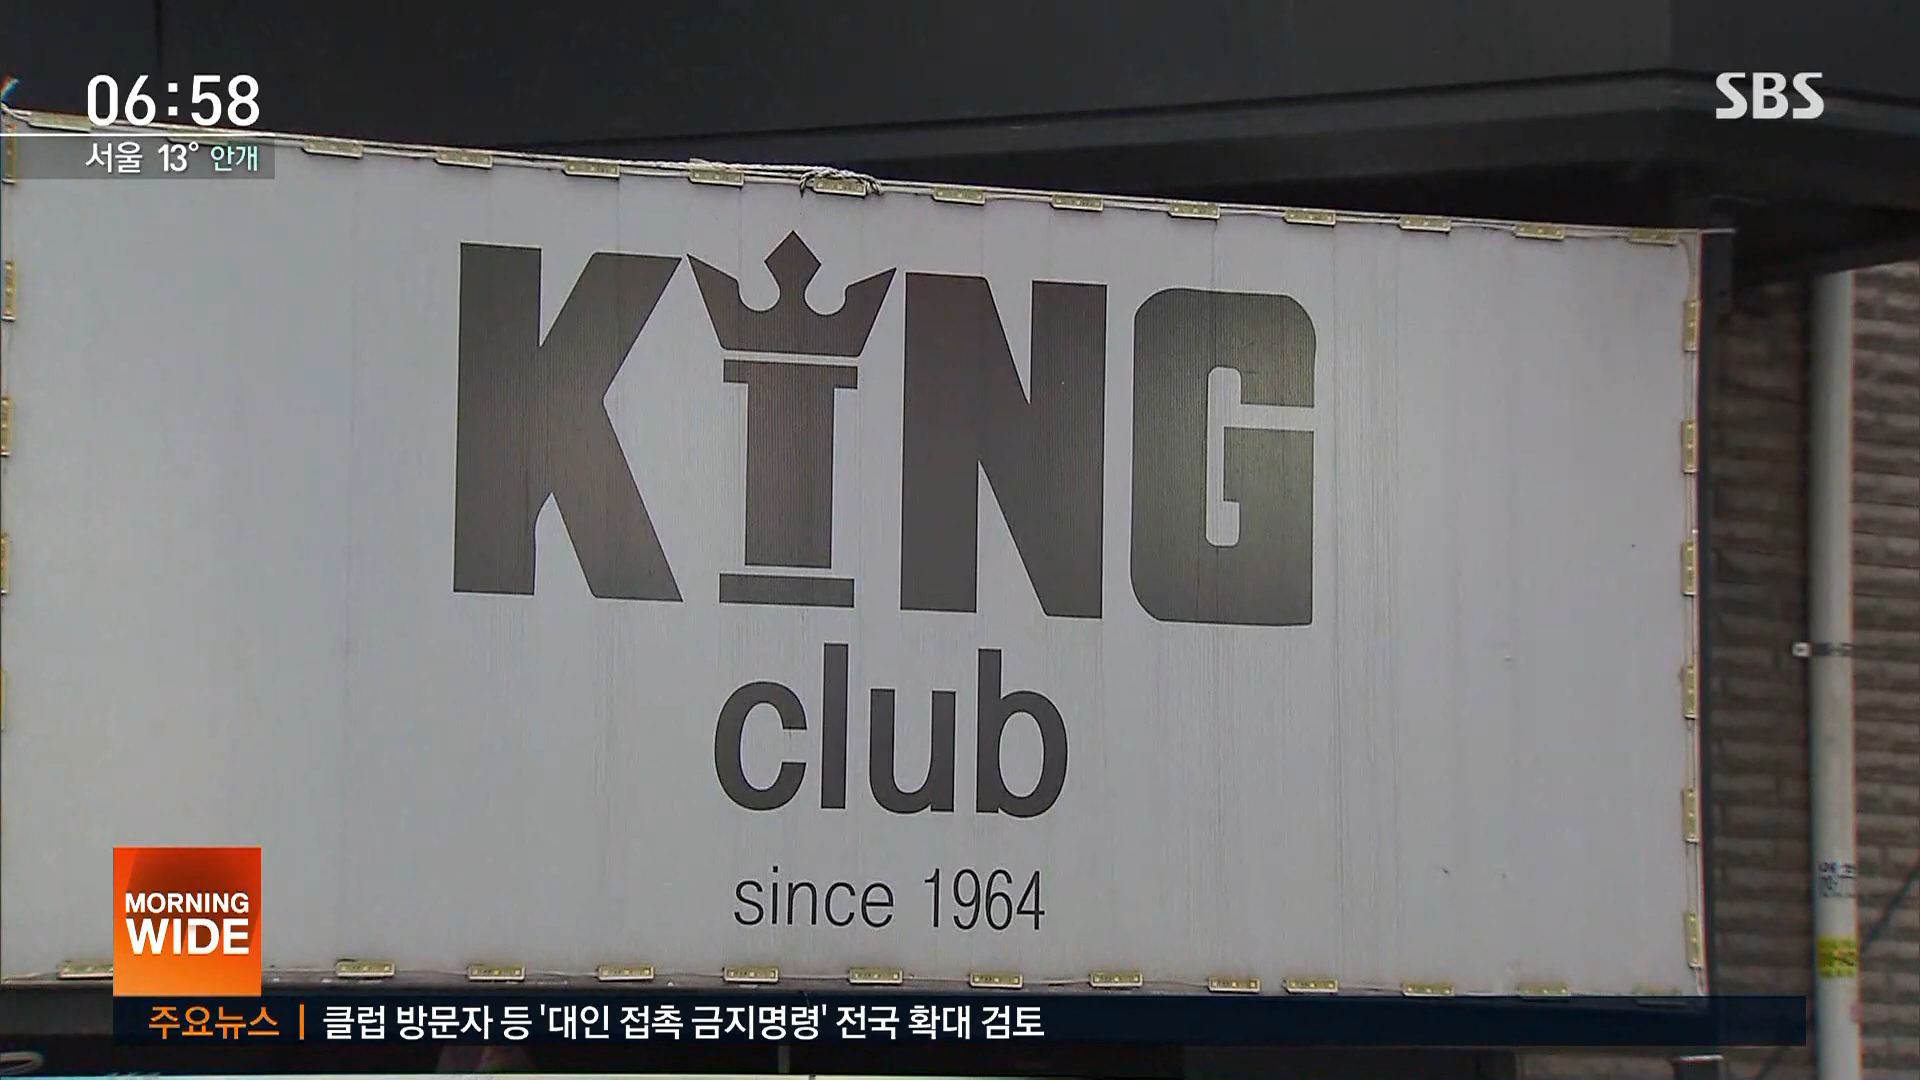 06:58
서울 13° 안개
SBS
KING
club
since 1964
MORNING
WIDE
주요뉴스 | 클럽 방문자 등 '대인 접촉 금지명령' 전국 확대 검토